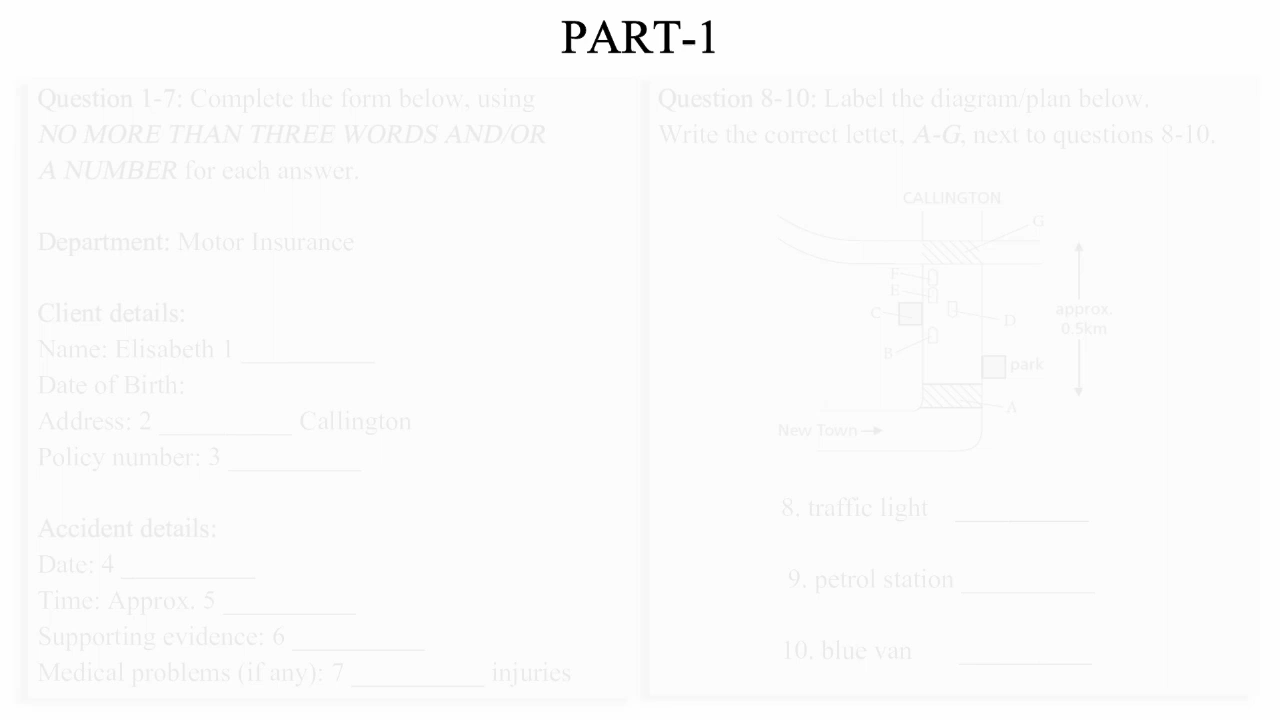 PART-1
Question 1-7: Complete the form below, using
NO MORE THAN THREE WORDS AND/OR
A NUMBER for each answer.
Department: Motor Insurance
Client details:
Name: Elisabeth 1 __________
Date of Birth:
Address: 2 __________ Callington
Policy number: 3 __________
Accident details:
Date: 4 __________
Time: Approx. 5 __________
Supporting evidence: 6 __________
Medical problems (if any): 7 __________ injuries
Question 8-10: Label the diagram/plan below.
Write the correct lettet, A-G, next to questions 8-10.
CALLINGTON
G
F
E
C
D
approx.
0.5km
B
park
A
New Town
8. traffic light __________
9. petrol station __________
10. blue van __________